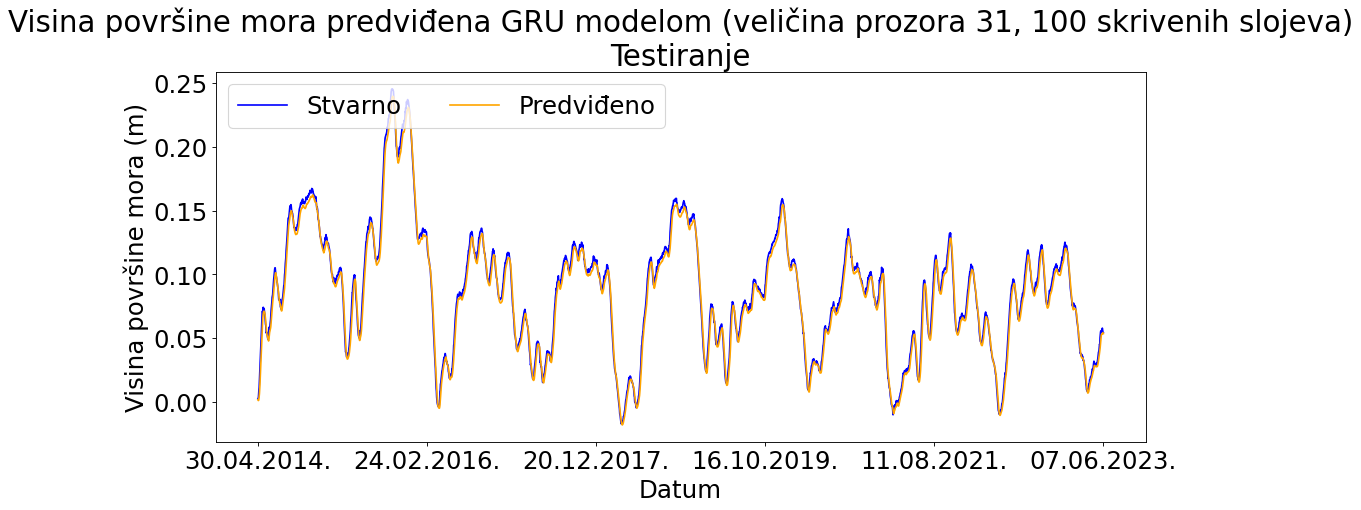 Visina površine mora predviđena GRU modelom (veličina prozora 31, 100 skrivenih slojeva)
Testiranje
Stvarno
Predviđeno
Visina površine mora (m)
0.25
0.20
0.15
0.10
0.05
0.00
30.04.2014.
24.02.2016.
20.12.2017.
16.10.2019.
11.08.2021.
07.06.2023.
Datum